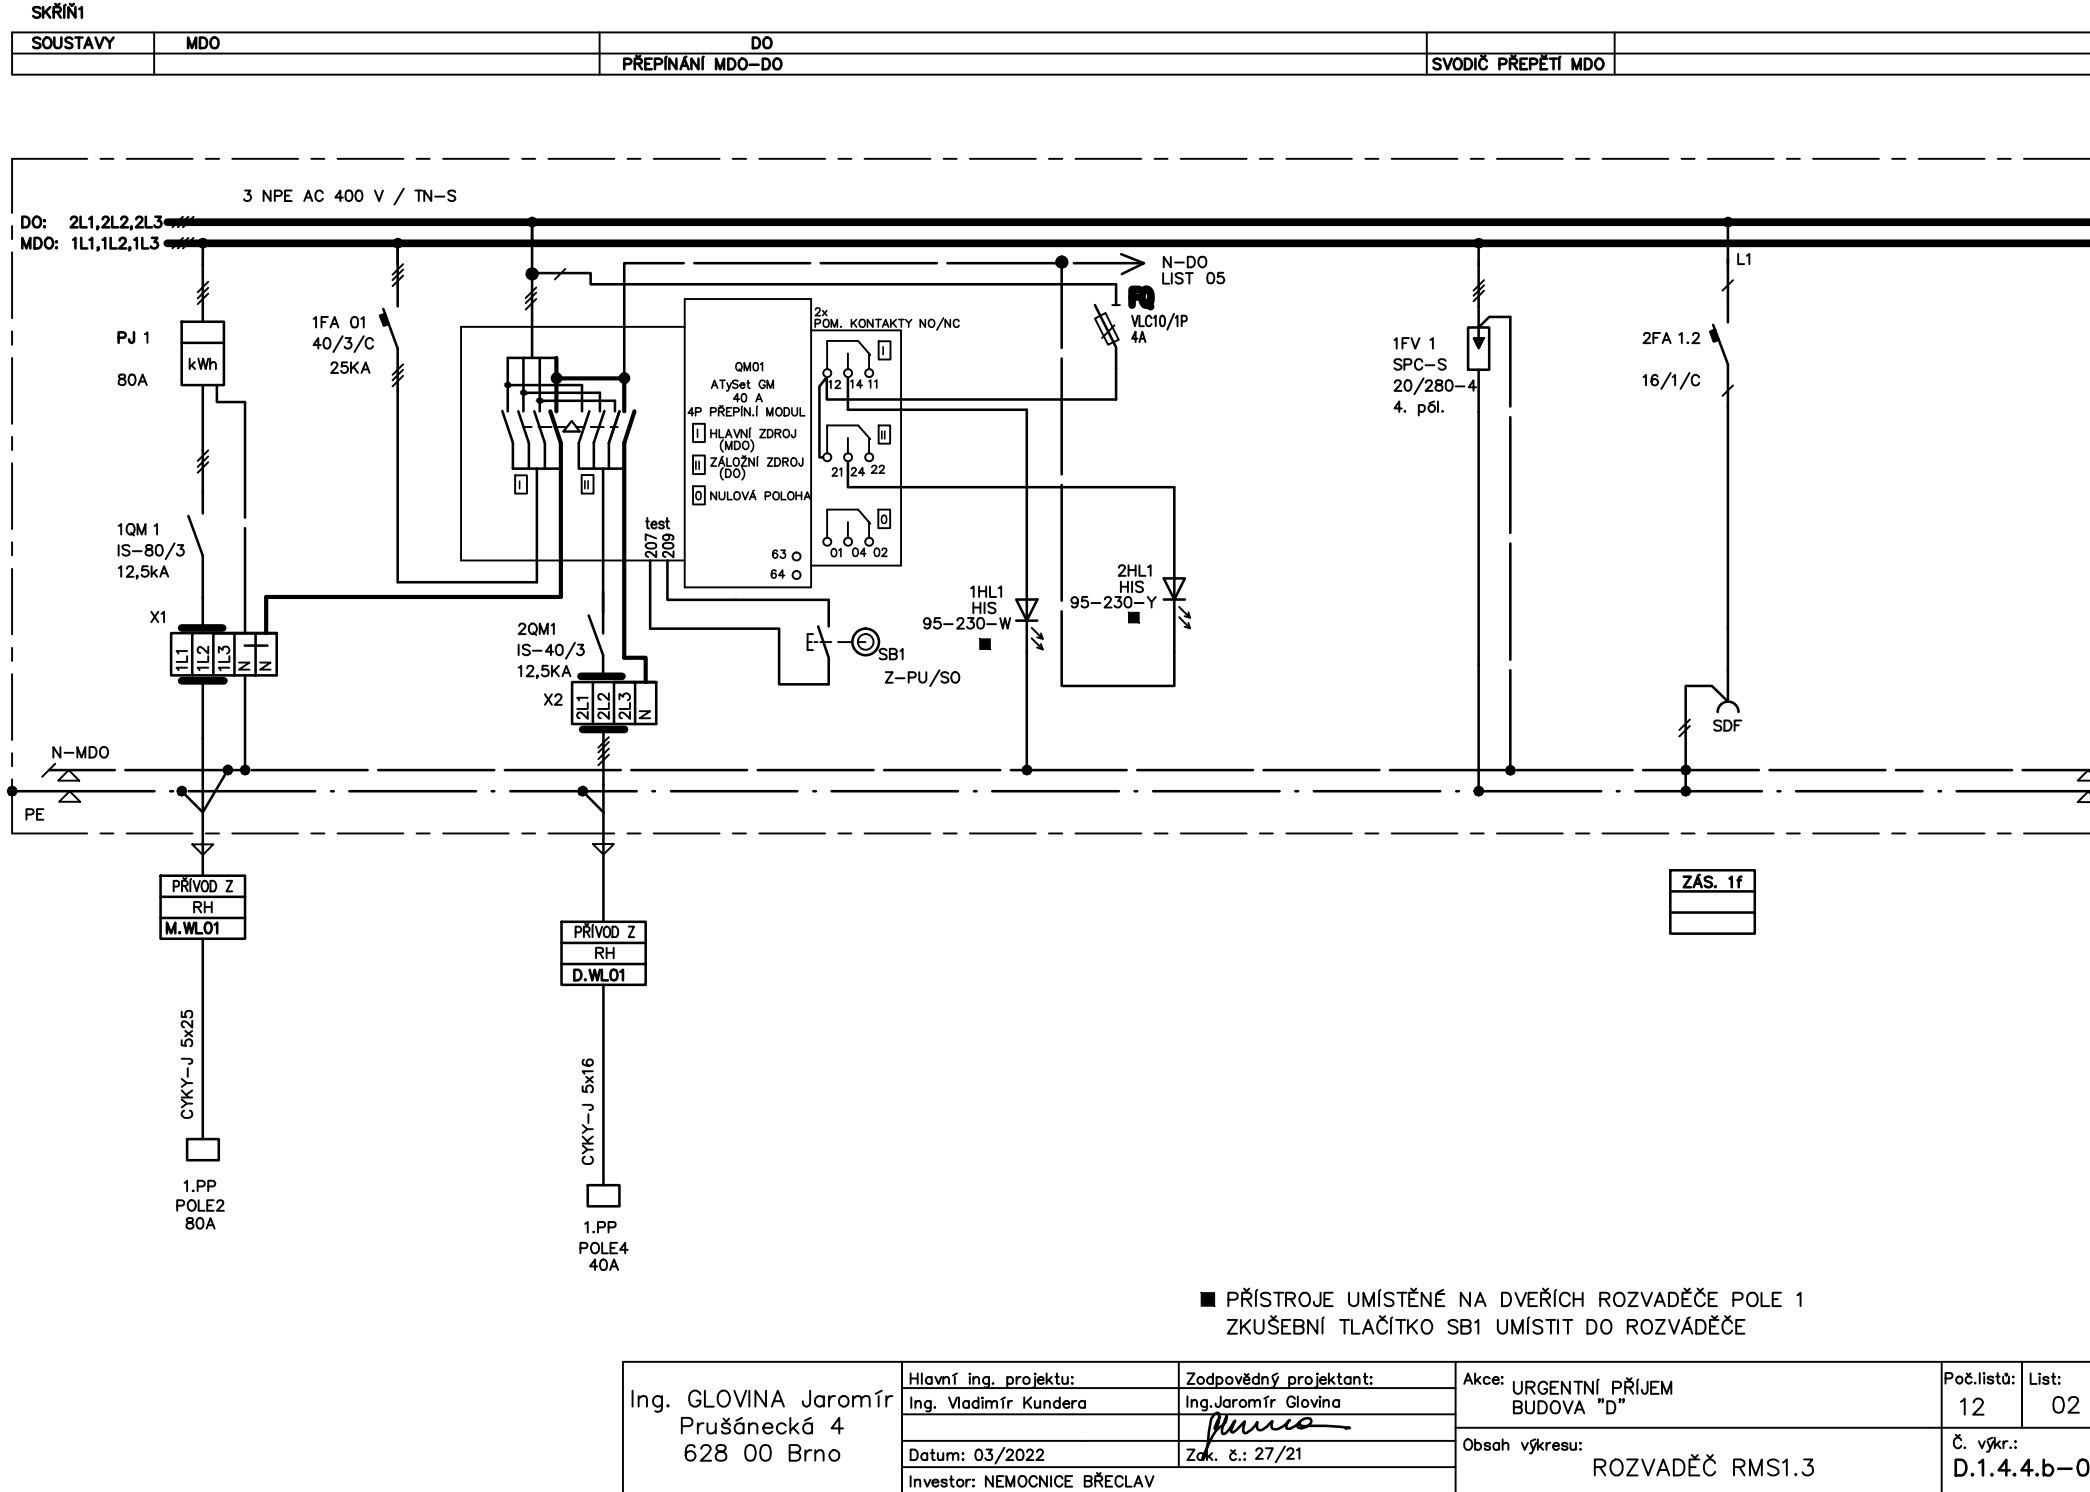 SKŘÍŇ1
SOUSTAVY MDO DO
PŘEPÍNÁNÍ MDO-DO SVODIČ PŘEPĚTÍ MDO
3 NPE AC 400 V / TN-S
DO: 2L1,2L2,2L3
MDO: 1L1,1L2,1L3
N-DO
LIST 05
L1
PJ 1
80A
kWh
1FA 01
40/3/C
25KA
2x
POM. KONTAKTY NO/NC
QM01
ATySet GM
40 A
4P PŘEPÍN.Í MODUL
I HLAVNÍ ZDROJ
(MDO)
II ZÁLOŽNÍ ZDROJ
(DO)
0 NULOVÁ POLOHA
63
64
I
12 14 11
II
21 24 22
0
01 04 02
I
II
test
207
209
FQ
VLC10/1P
4A
1FV 1
SPC-S
20/280-4
4. pól.
2FA 1.2
16/1/C
1QM 1
IS-80/3
12,5kA
X1
1L1
1L2
1L3
N
N
2QM1
IS-40/3
12,5KA
X2
2L1
2L2
2L3
N
E
SB1
Z-PU/SO
1HL1
HIS
95-230-W
2HL1
HIS
95-230-Y
SDF
N-MDO
PE
PŘÍVOD Z
RH
M.WL01
PŘÍVOD Z
RH
D.WL01
ZÁS. 1f
CYKY-J 5x25
CYKY-J 5x16
1.PP
POLE2
80A
1.PP
POLE4
40A
PŘÍSTROJE UMÍSTĚNÉ NA DVEŘÍCH ROZVADĚČE POLE 1
ZKUŠEBNÍ TLAČÍTKO SB1 UMÍSTIT DO ROZVÁDĚČE
Ing. GLOVINA Jaromír
Prušánecká 4
628 00 Brno
Hlavní ing. projektu:
Ing. Vladimír Kundera
Datum: 03/2022
Investor: NEMOCNICE BŘECLAV
Zodpovědný projektant:
Ing.Jaromír Glovina
Zak. č.: 27/21
Akce: URGENTNÍ PŘÍJEM
BUDOVA "D"
Obsah výkresu:
ROZVADĚČ RMS1.3
Poč.listů:
12
List:
02
Č. výkr.:
D.1.4.4.b-0